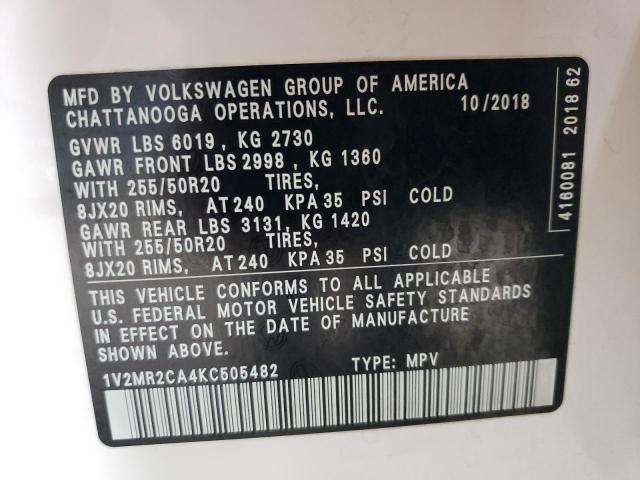 MFD BY VOLKSWAGEN GROUP OF AMERICA
CHATTANOOGA OPERATIONS, LLC. 10/2018
GVWR LBS 6019 , KG 2730
GAWR FRONT LBS 2998 , KG 1360
WITH 255/50R20 TIRES,
8JX20 RIMS, AT 240 KPA 35 PSI COLD
GAWR REAR LBS 3131, KG 1420
WITH 255/50R20 TIRES,
8JX20 RIMS, AT 240 KPA 35 PSI COLD
THIS VEHICLE CONFORMS TO ALL APPLICABLE
U.S. FEDERAL MOTOR VEHICLE SAFETY STANDARDS
IN EFFECT ON THE DATE OF MANUFACTURE
SHOWN ABOVE.
1V2MR2CA4KC505482 TYPE: MPV
4160081 2018 62